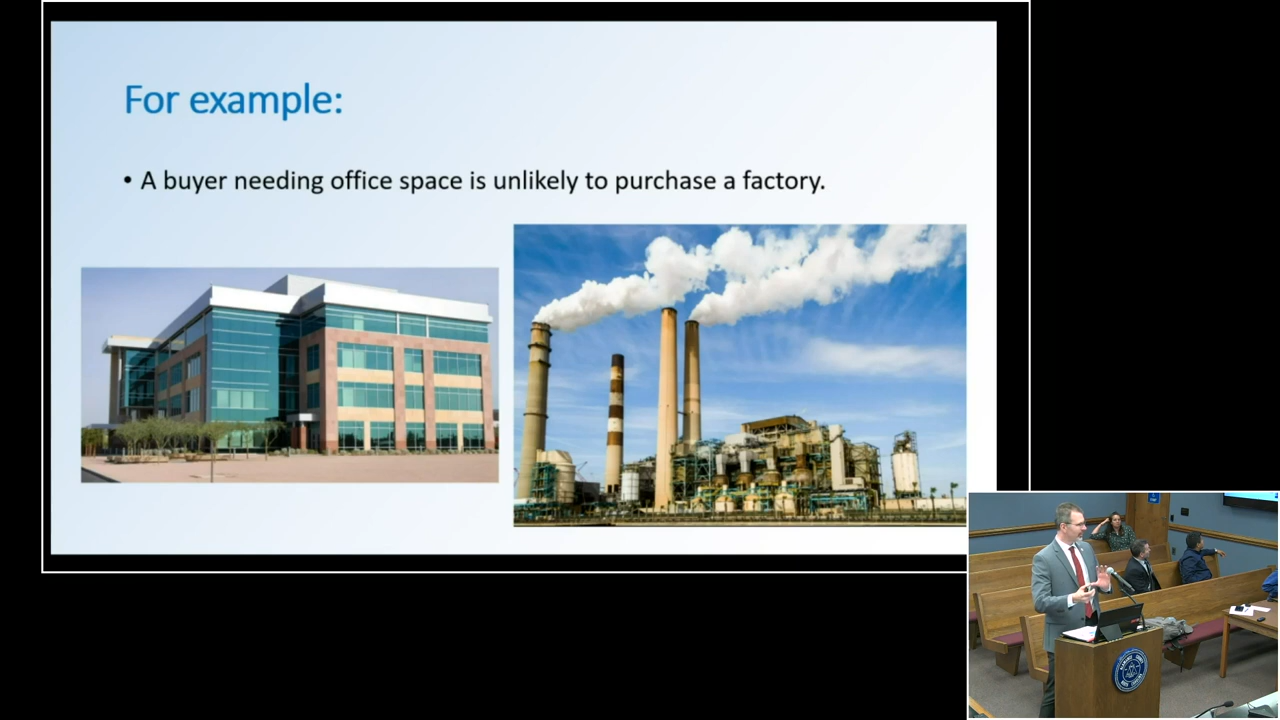 For example:
• A buyer needing office space is unlikely to purchase a factory.